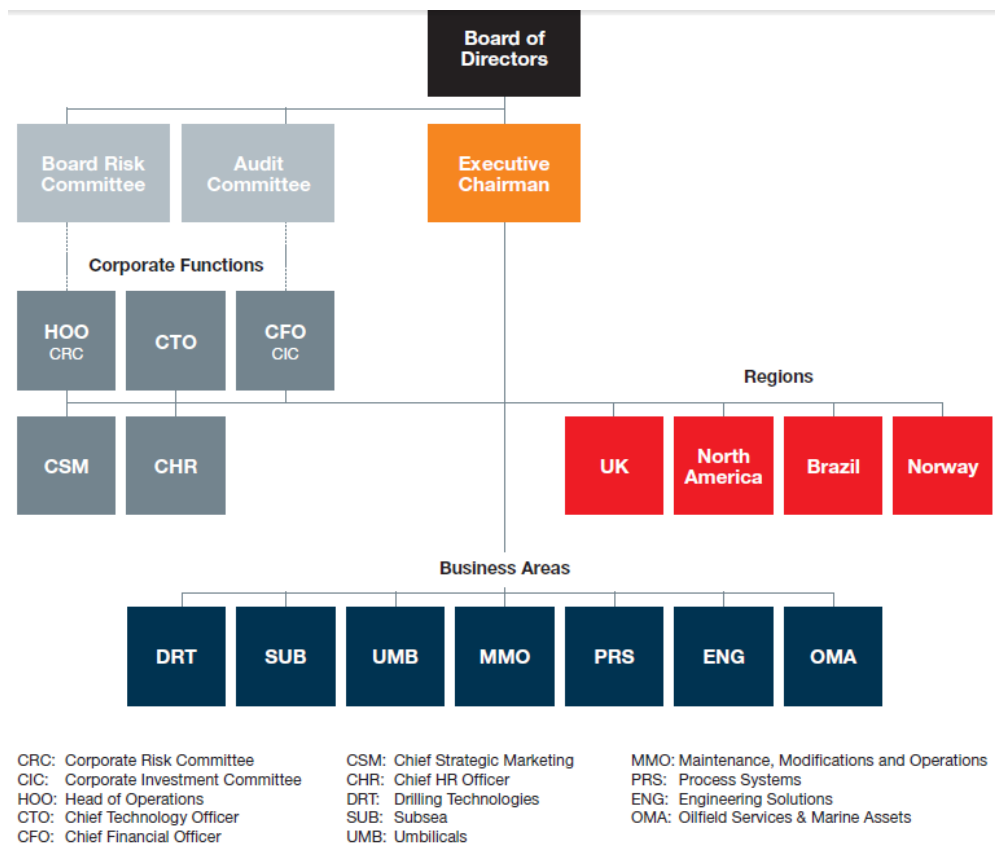 Board of
Directors
Board Risk
Committee
Audit
Committee
Executive
Chairman
Corporate Functions
HOO
CRC
CTO
CFO
CIC
Regions
CSM
CHR
UK
North
America
Brazil
Norway
Business Areas
DRT
SUB
UMB
MMO
PRS
ENG
OMA
CRC: Corporate Risk Committee
CIC: Corporate Investment Committee
HOO: Head of Operations
CTO: Chief Technology Officer
CFO: Chief Financial Officer
CSM: Chief Strategic Marketing
CHR: Chief HR Officer
DRT: Drilling Technologies
SUB: Subsea
UMB: Umbilicals
MMO: Maintenance, Modifications and Operations
PRS: Process Systems
ENG: Engineering Solutions
OMA: Oilfield Services & Marine Assets